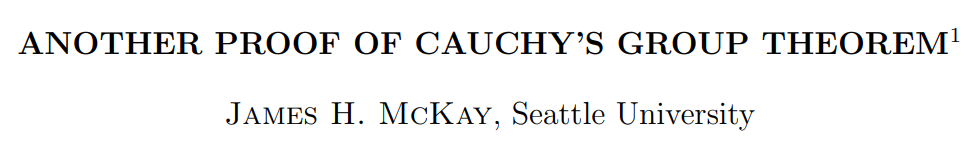 ANOTHER PROOF OF CAUCHY'S GROUP THEOREM¹
JAMES H. MCKAY, Seattle University